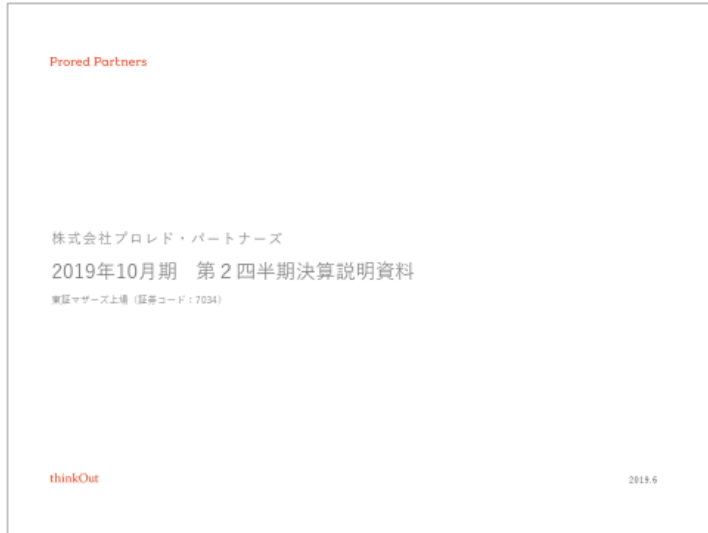 Prored Partners
株式会社プロレド・パートナーズ
2019年10月期　第２四半期決算説明資料
東証マザーズ上場（証券コード：7034）
thinkOut
2019.6